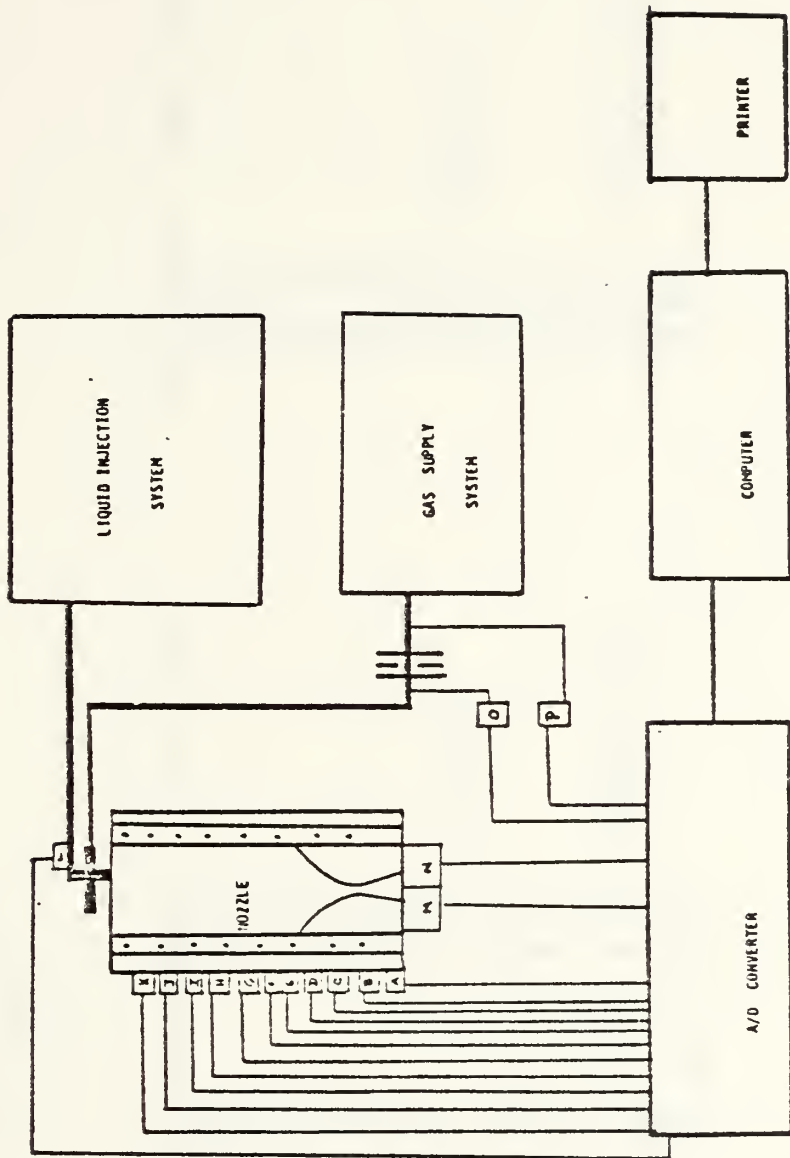 LIQUID INJECTION
SYSTEM
GAS SUPPLY
SYSTEM
PRINTER
COMPUTER
A/D CONVERTER
NOZZLE
K
J
I
H
G
F
E
D
C
B
A
L
M
N
O
P